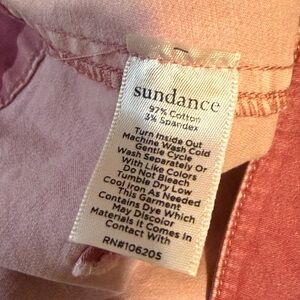 sundance
97% Cotton
3% Spandex
Turn Inside Out
Machine Wash Cold
Gentle Cycle
Wash Separately Or
With Like Colors
Do Not Bleach
Tumble Dry Low
Cool Iron As Needed
This Garment
Contains Dye Which
May Discolor
Materials It Comes In
Contact With
RN#106205